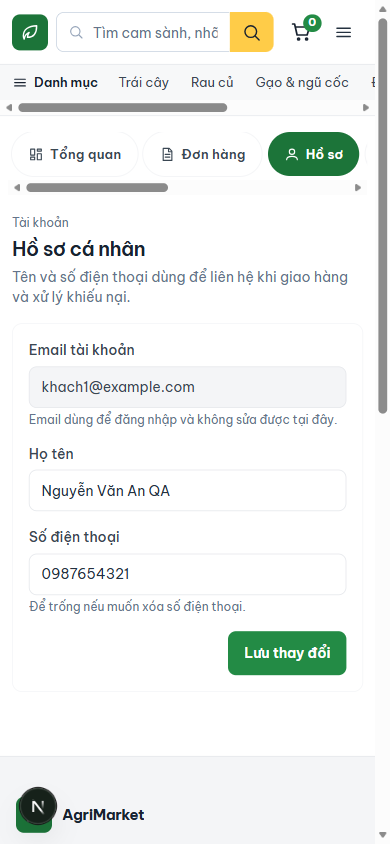 Tìm cam sành, nhã
0
Danh mục Trái cây Rau củ Gạo & ngũ cốc
Tổng quan Đơn hàng Hồ sơ
Tài khoản
Hồ sơ cá nhân
Tên và số điện thoại dùng để liên hệ khi giao hàng
và xử lý khiếu nại.
Email tài khoản
khach1@example.com
Email dùng để đăng nhập và không sửa được tại đây.
Họ tên
Nguyễn Văn An QA
Số điện thoại
0987654321
Để trống nếu muốn xóa số điện thoại.
Lưu thay đổi
N
AgriMarket